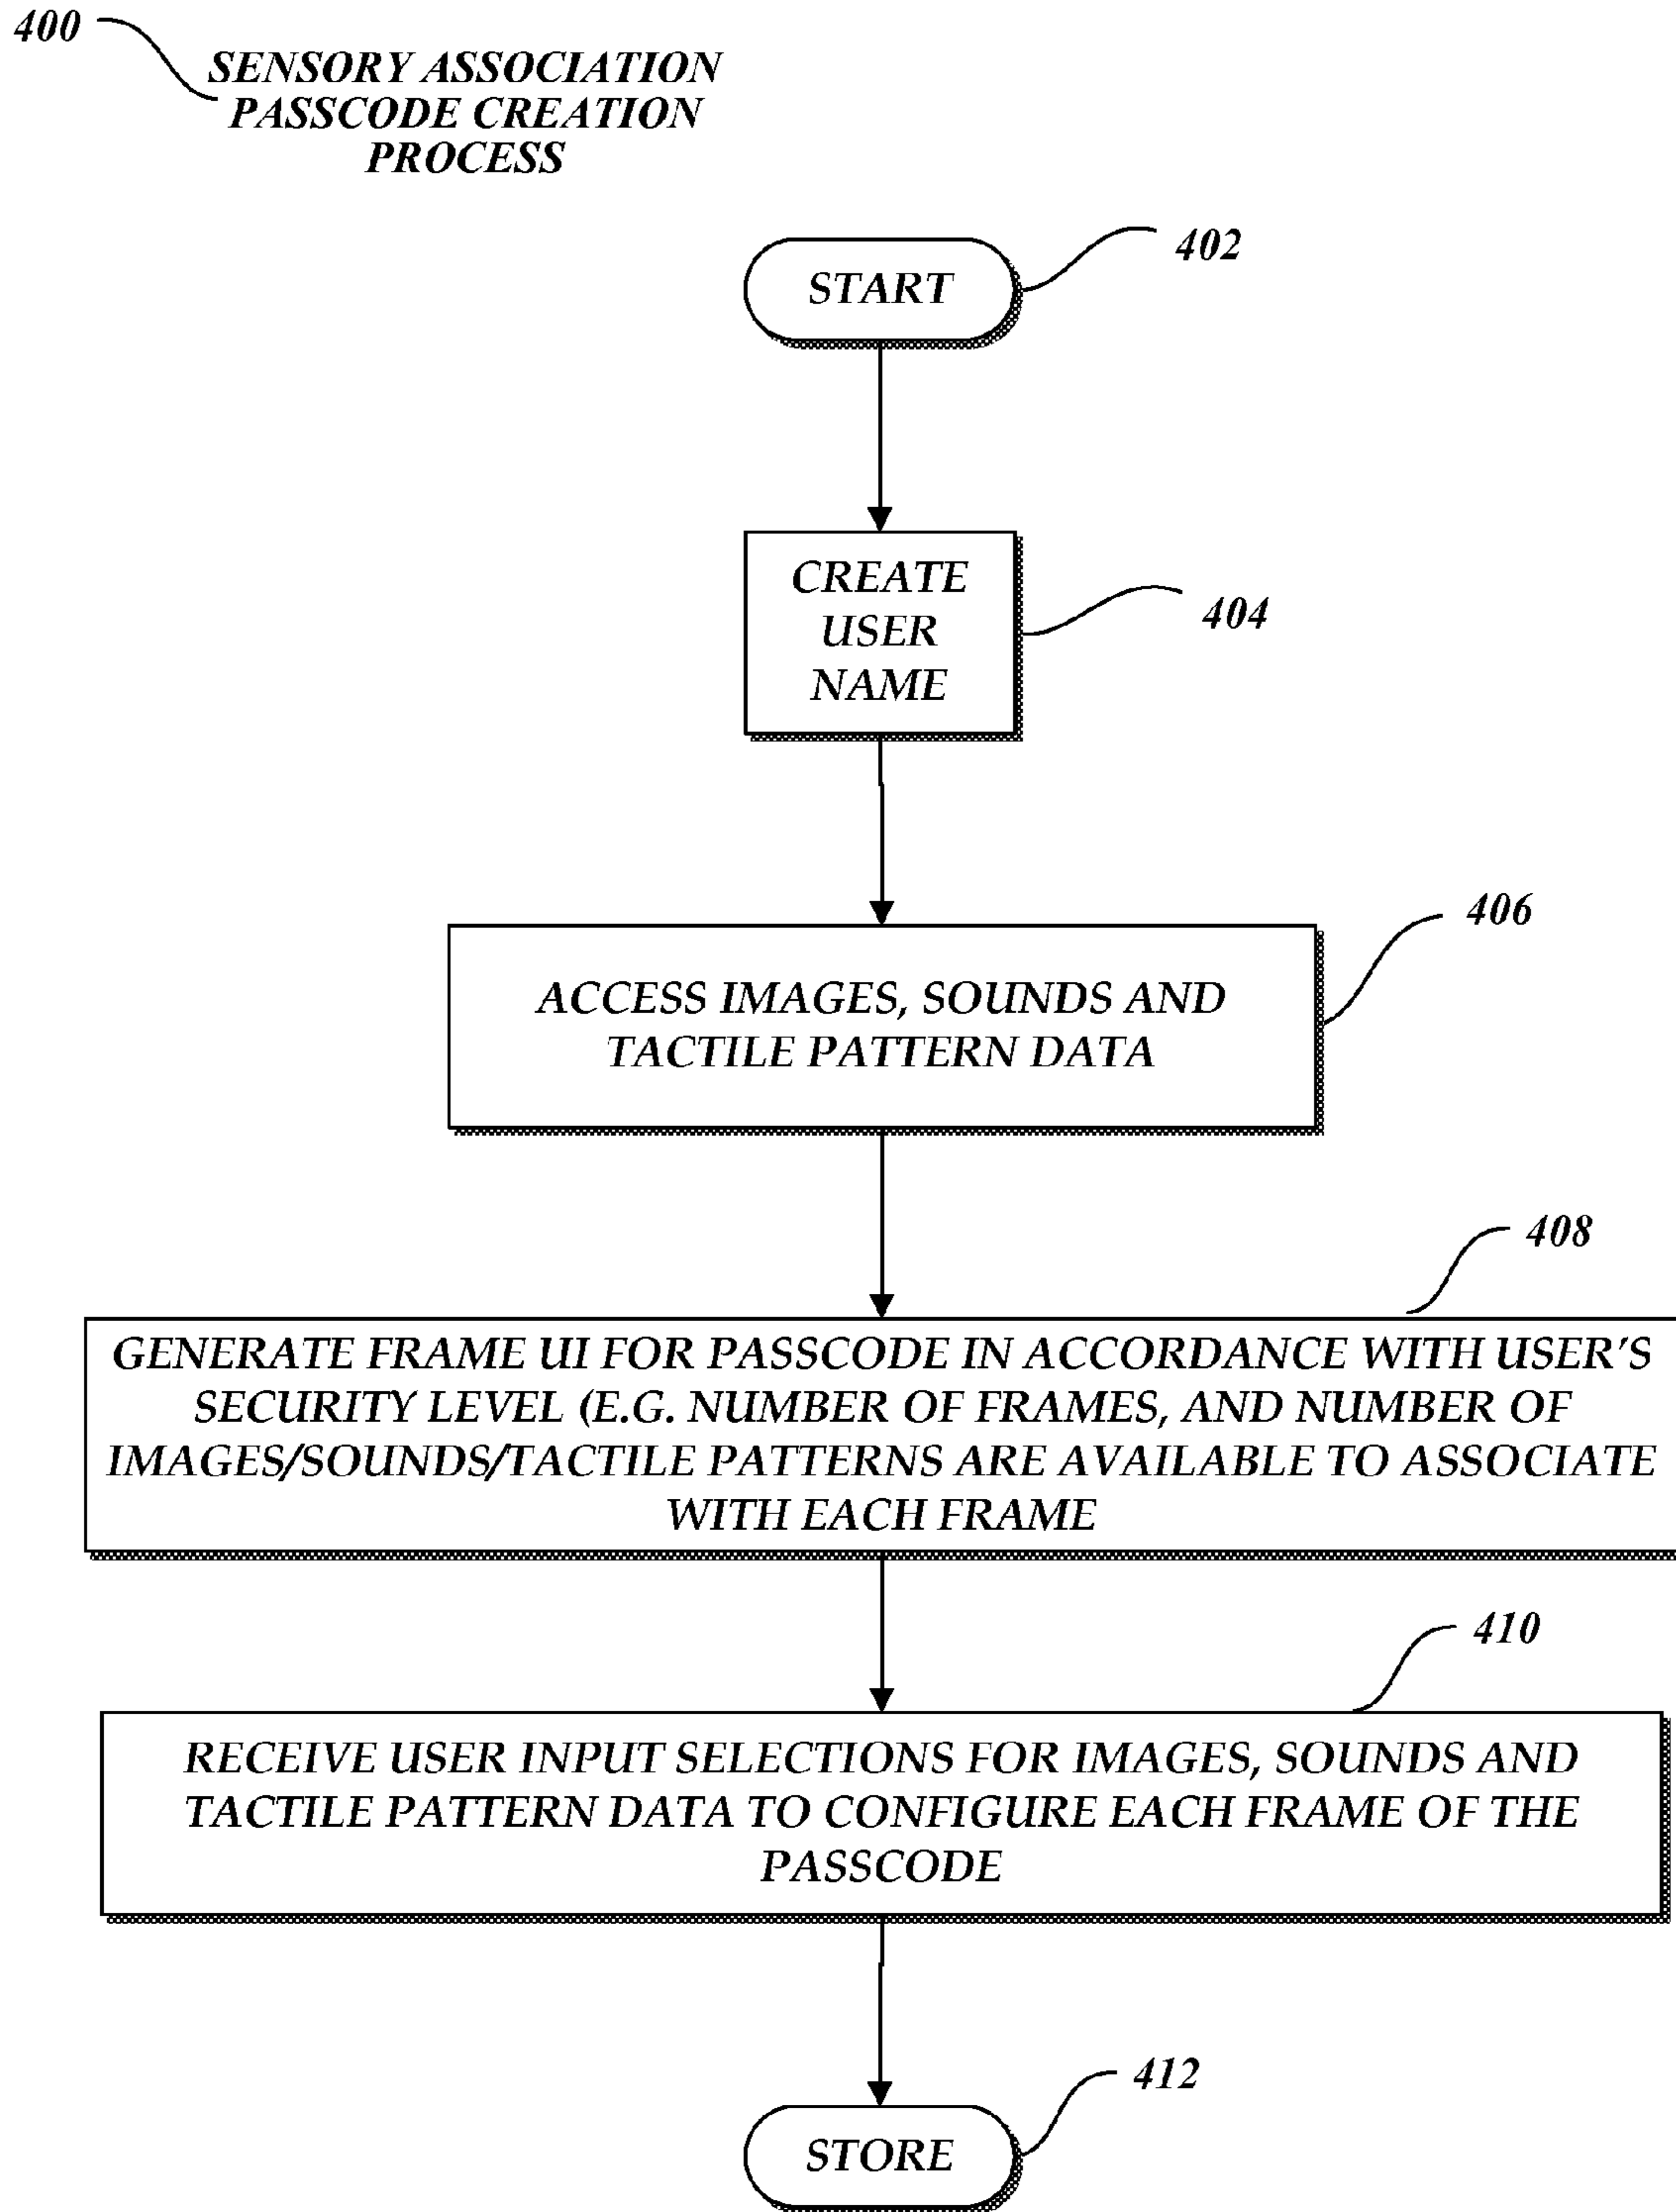 400
SENSORY ASSOCIATION
PASSCODE CREATION
PROCESS
402
START
CREATE
USER
NAME
404
406
ACCESS IMAGES, SOUNDS AND
TACTILE PATTERN DATA
408
GENERATE FRAME UI FOR PASSCODE IN ACCORDANCE WITH USER'S
SECURITY LEVEL (E.G. NUMBER OF FRAMES, AND NUMBER OF
IMAGES/SOUNDS/TACTILE PATTERNS ARE AVAILABLE TO ASSOCIATE
WITH EACH FRAME
410
RECEIVE USER INPUT SELECTIONS FOR IMAGES, SOUNDS AND
TACTILE PATTERN DATA TO CONFIGURE EACH FRAME OF THE
PASSCODE
412
STORE